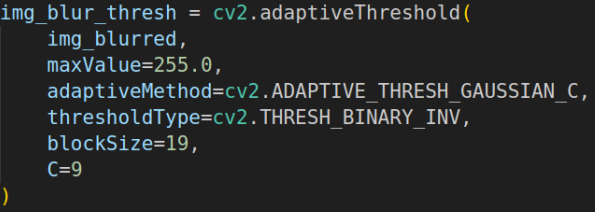 img_blur_thresh = cv2.adaptiveThreshold(
    img_blurred,
    maxValue=255.0,
    adaptiveMethod=cv2.ADAPTIVE_THRESH_GAUSSIAN_C,
    thresholdType=cv2.THRESH_BINARY_INV,
    blockSize=19,
    C=9
)